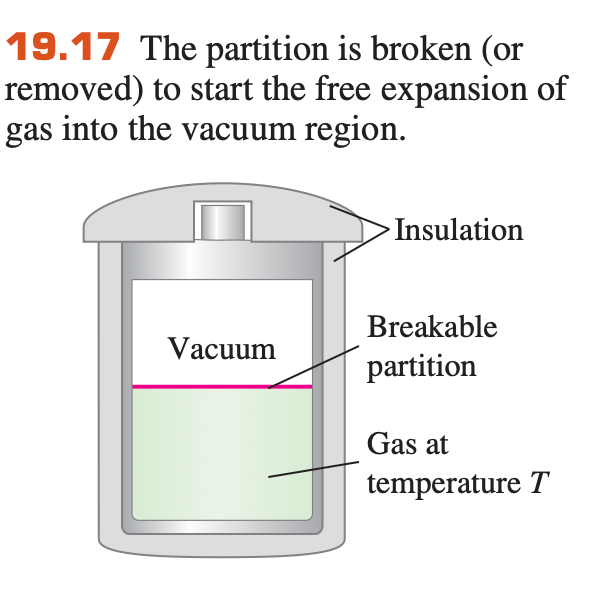 19.17 The partition is broken (or
removed) to start the free expansion of
gas into the vacuum region.
Insulation
Vacuum
Breakable
partition
Gas at
temperature T